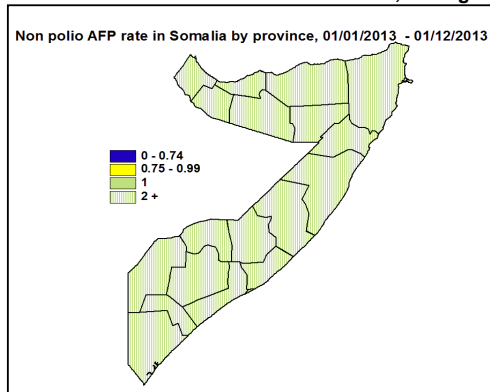 Non polio AFP rate in Somalia by province, 01/01/2013 - 01/12/2013
0 - 0.74
0.75 - 0.99
1
2 +